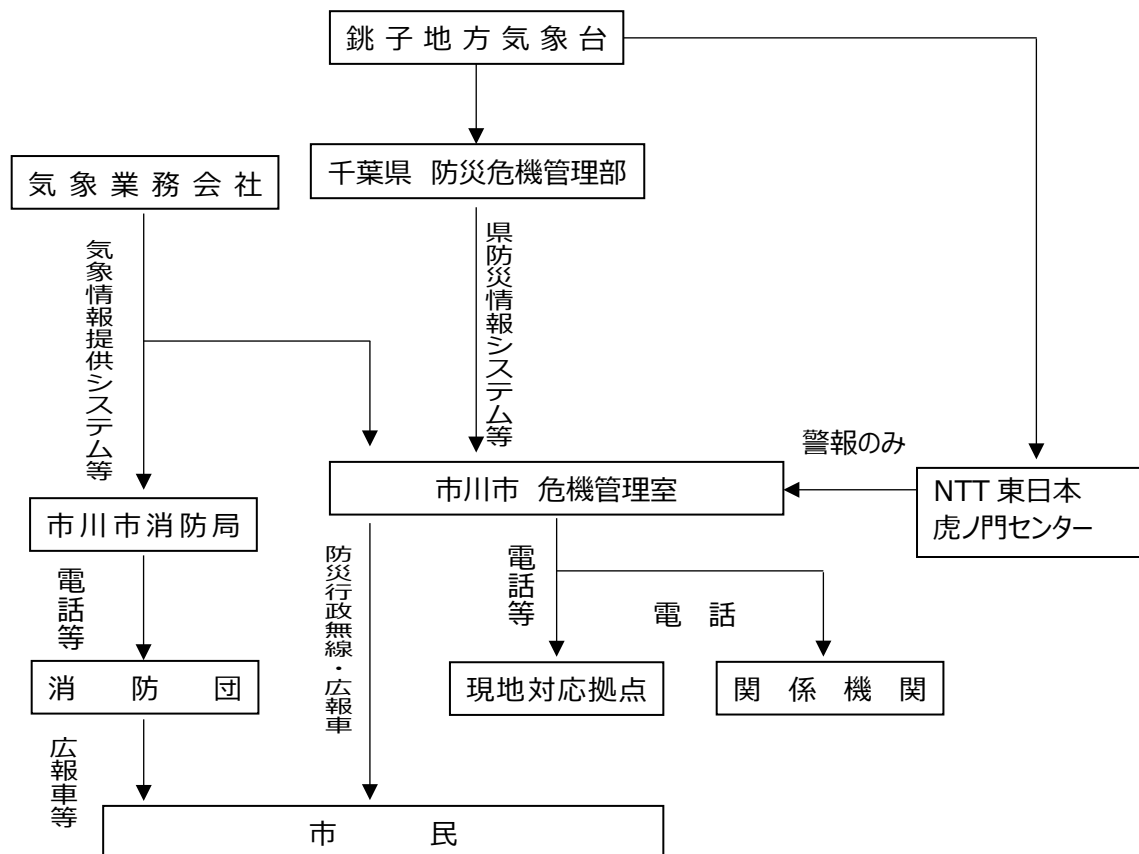 銚子地方気象台
千葉県 防災危機管理部
気象業務会社
気象情報提供システム等
県防災情報システム等
警報のみ
市川市 危機管理室
NTT 東日本
虎ノ門センター
市川市消防局
電話等
防災行政無線・広報車
電話等
電 話
消防団
現地対応拠点
関係機関
広報車等
市民